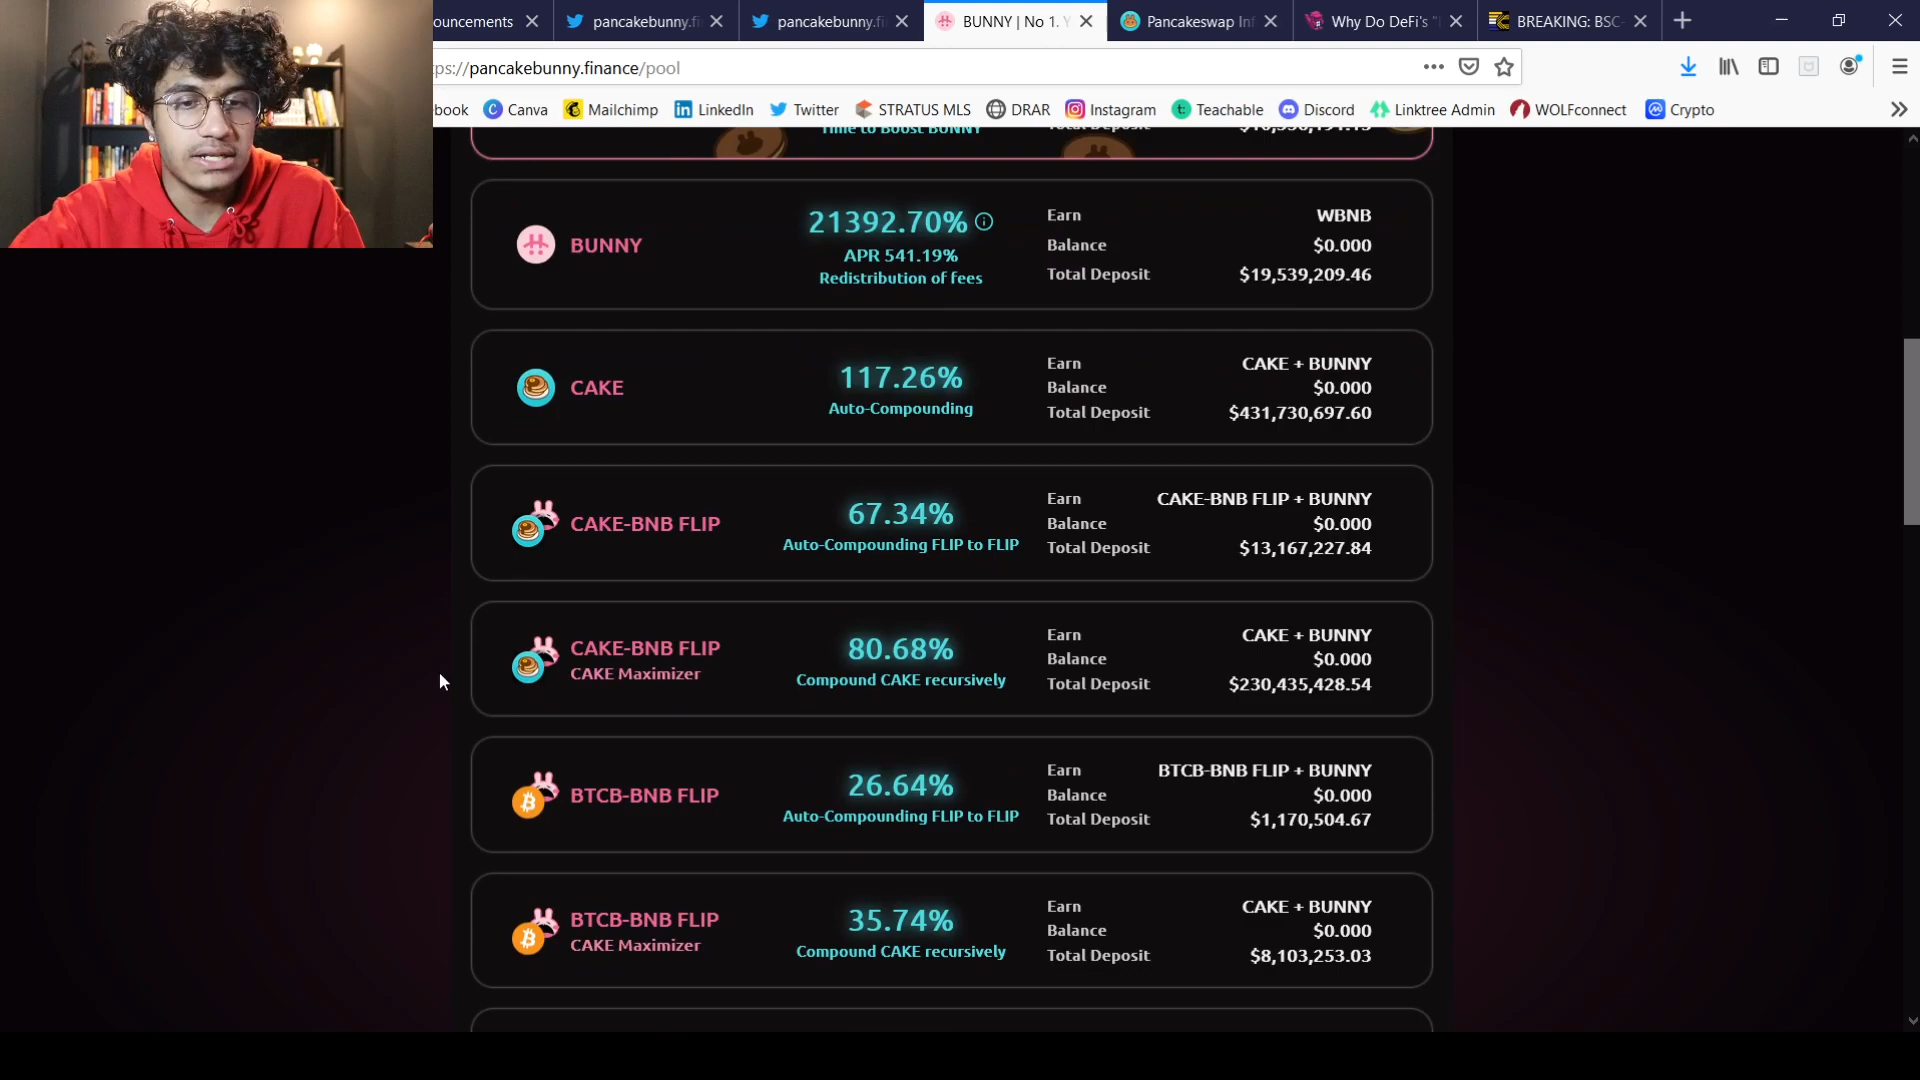 ouncements
pancakebunny.fi
pancakebunny.fi
BUNNY | No 1. Y
Pancakeswap Inf
Why Do DeFi's "
BREAKING: BSC-
ps://pancakebunny.finance/pool
ebook
Canva
Mailchimp
LinkedIn
Twitter
STRATUS MLS
DRAR
Instagram
Teachable
Discord
Linktree Admin
WOLFconnect
Crypto
Time to Boost BUNNY
Total Deposit
BUNNY
21392.70%
APR 541.19%
Redistribution of fees
Earn WBNB
Balance $0.000
Total Deposit $19,539,209.46
CAKE
117.26%
Auto-Compounding
Earn CAKE + BUNNY
Balance $0.000
Total Deposit $431,730,697.60
CAKE-BNB FLIP
67.34%
Auto-Compounding FLIP to FLIP
Earn CAKE-BNB FLIP + BUNNY
Balance $0.000
Total Deposit $13,167,227.84
CAKE-BNB FLIP
CAKE Maximizer
80.68%
Compound CAKE recursively
Earn CAKE + BUNNY
Balance $0.000
Total Deposit $230,435,428.54
BTCB-BNB FLIP
26.64%
Auto-Compounding FLIP to FLIP
Earn BTCB-BNB FLIP + BUNNY
Balance $0.000
Total Deposit $1,170,504.67
BTCB-BNB FLIP
CAKE Maximizer
35.74%
Compound CAKE recursively
Earn CAKE + BUNNY
Balance $0.000
Total Deposit $8,103,253.03